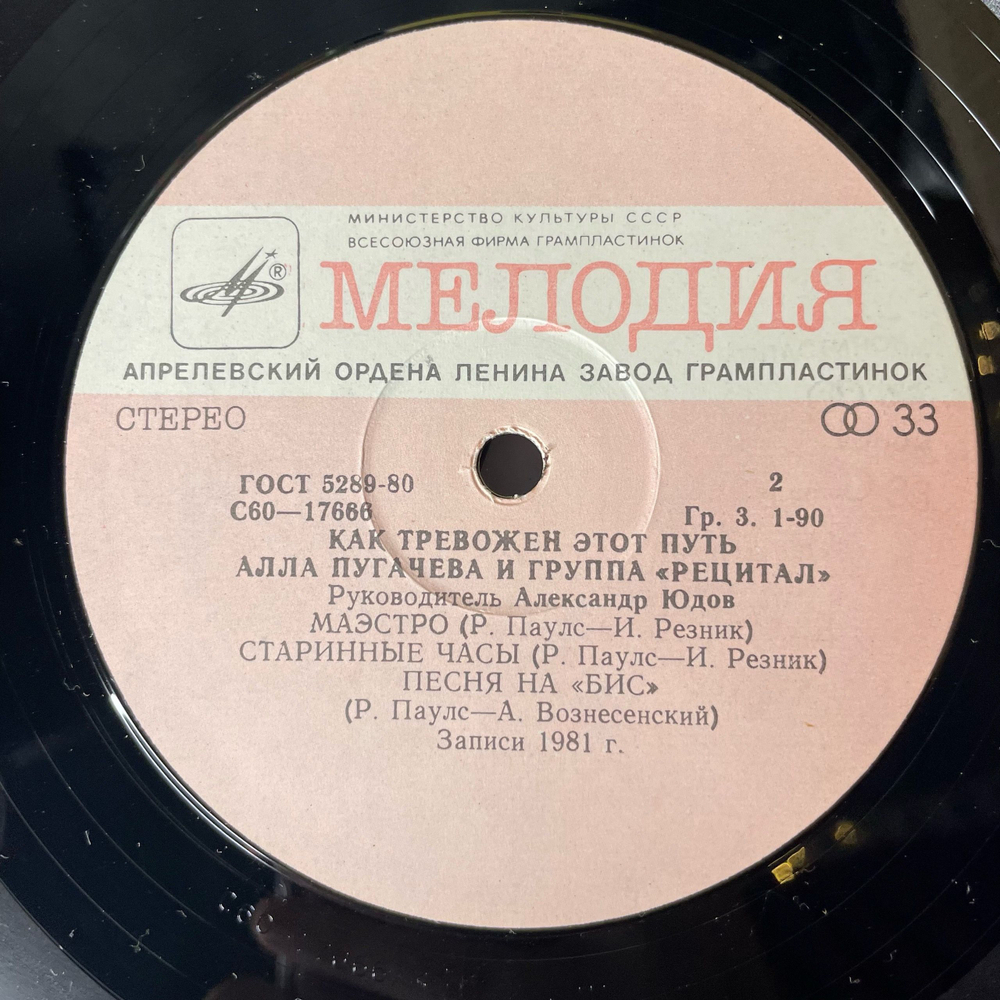 МИНИСТЕРСТВО КУЛЬТУРЫ СССР
ВСЕСОЮЗНАЯ ФИРМА ГРАМПЛАСТИНОК
®
МЕЛОДИЯ
АПРЕЛЕВСКИЙ ОРДЕНА ЛЕНИНА ЗАВОД ГРАМПЛАСТИНОК
СТЕРЕО 33
ГОСТ 5289-80 2
С60—17666 Гр. 3. 1-90
КАК ТРЕВОЖЕН ЭТОТ ПУТЬ
АЛЛА ПУГАЧЕВА И ГРУППА «РЕЦИТАЛ»
Руководитель Александр Юдов
МАЭСТРО (Р. Паулс—И. Резник)
СТАРИННЫЕ ЧАСЫ (Р. Паулс—И. Резник)
ПЕСНЯ НА «БИС»
(Р. Паулс—А. Вознесенский)
Записи 1981 г.